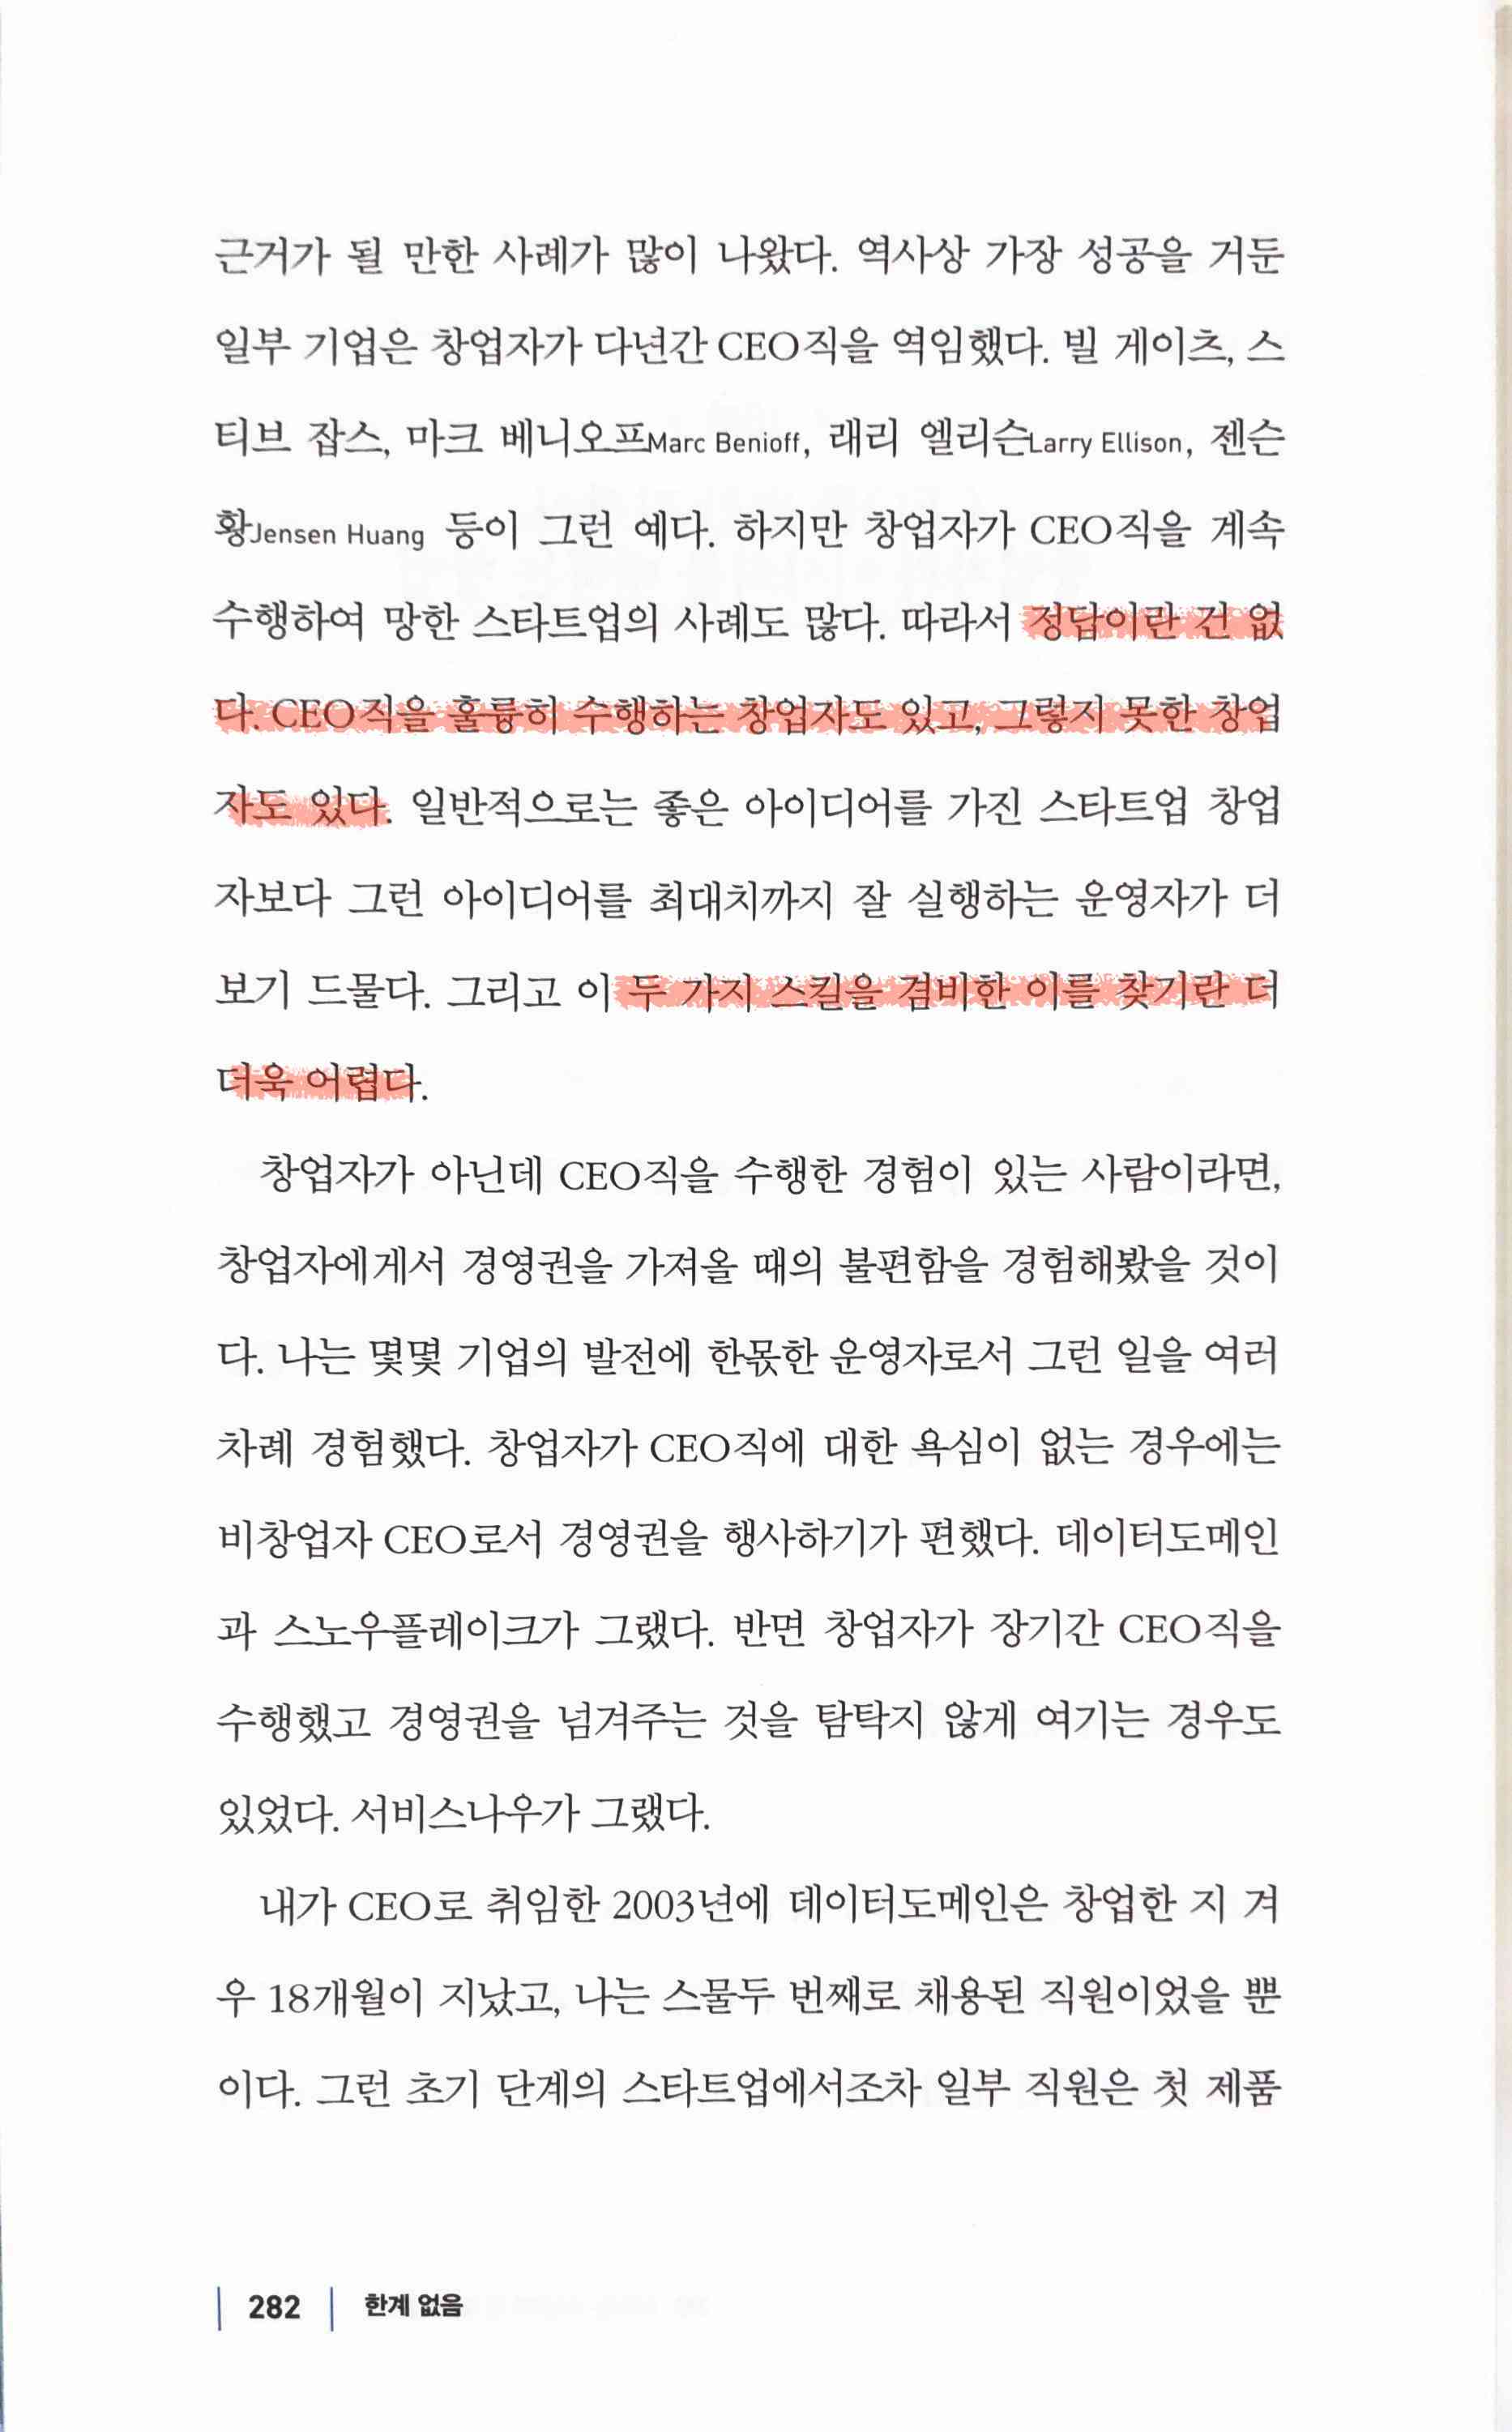 근거가 될 만한 사례가 많이 나왔다. 역사상 가장 성공을 거둔
일부 기업은 창업자가 다년간 CEO직을 역임했다. 빌 게이츠, 스
티브 잡스, 마크 베니오프Marc Benioff, 래리 엘리슨Larry Ellison, 젠슨
황Jensen Huang 등이 그런 예다. 하지만 창업자가 CEO직을 계속
수행하여 망한 스타트업의 사례도 많다. 따라서 정답이란 건 없
다. CEO직을 훌륭히 수행하는 창업자도 있고, 그렇지 못한 창업
자도 있다. 일반적으로는 좋은 아이디어를 가진 스타트업 창업
자보다 그런 아이디어를 최대치까지 잘 실행하는 운영자가 더
보기 드물다. 그리고 이 두 가지 스킬을 겸비한 이를 찾기란 더
더욱 어렵다.
창업자가 아닌데 CEO직을 수행한 경험이 있는 사람이라면,
창업자에게서 경영권을 가져올 때의 불편함을 경험해봤을 것이
다. 나는 몇몇 기업의 발전에 한몫한 운영자로서 그런 일을 여러
차례 경험했다. 창업자가 CEO직에 대한 욕심이 없는 경우에는
비창업자 CEO로서 경영권을 행사하기가 편했다. 데이터도메인
과 스노우플레이크가 그랬다. 반면 창업자가 장기간 CEO직을
수행했고 경영권을 넘겨주는 것을 탐탁지 않게 여기는 경우도
있었다. 서비스나우가 그랬다.
내가 CEO로 취임한 2003년에 데이터도메인은 창업한 지 겨
우 18개월이 지났고, 나는 스물두 번째로 채용된 직원이었을 뿐
이다. 그런 초기 단계의 스타트업에서조차 일부 직원은 첫 제품
282 한계 없음